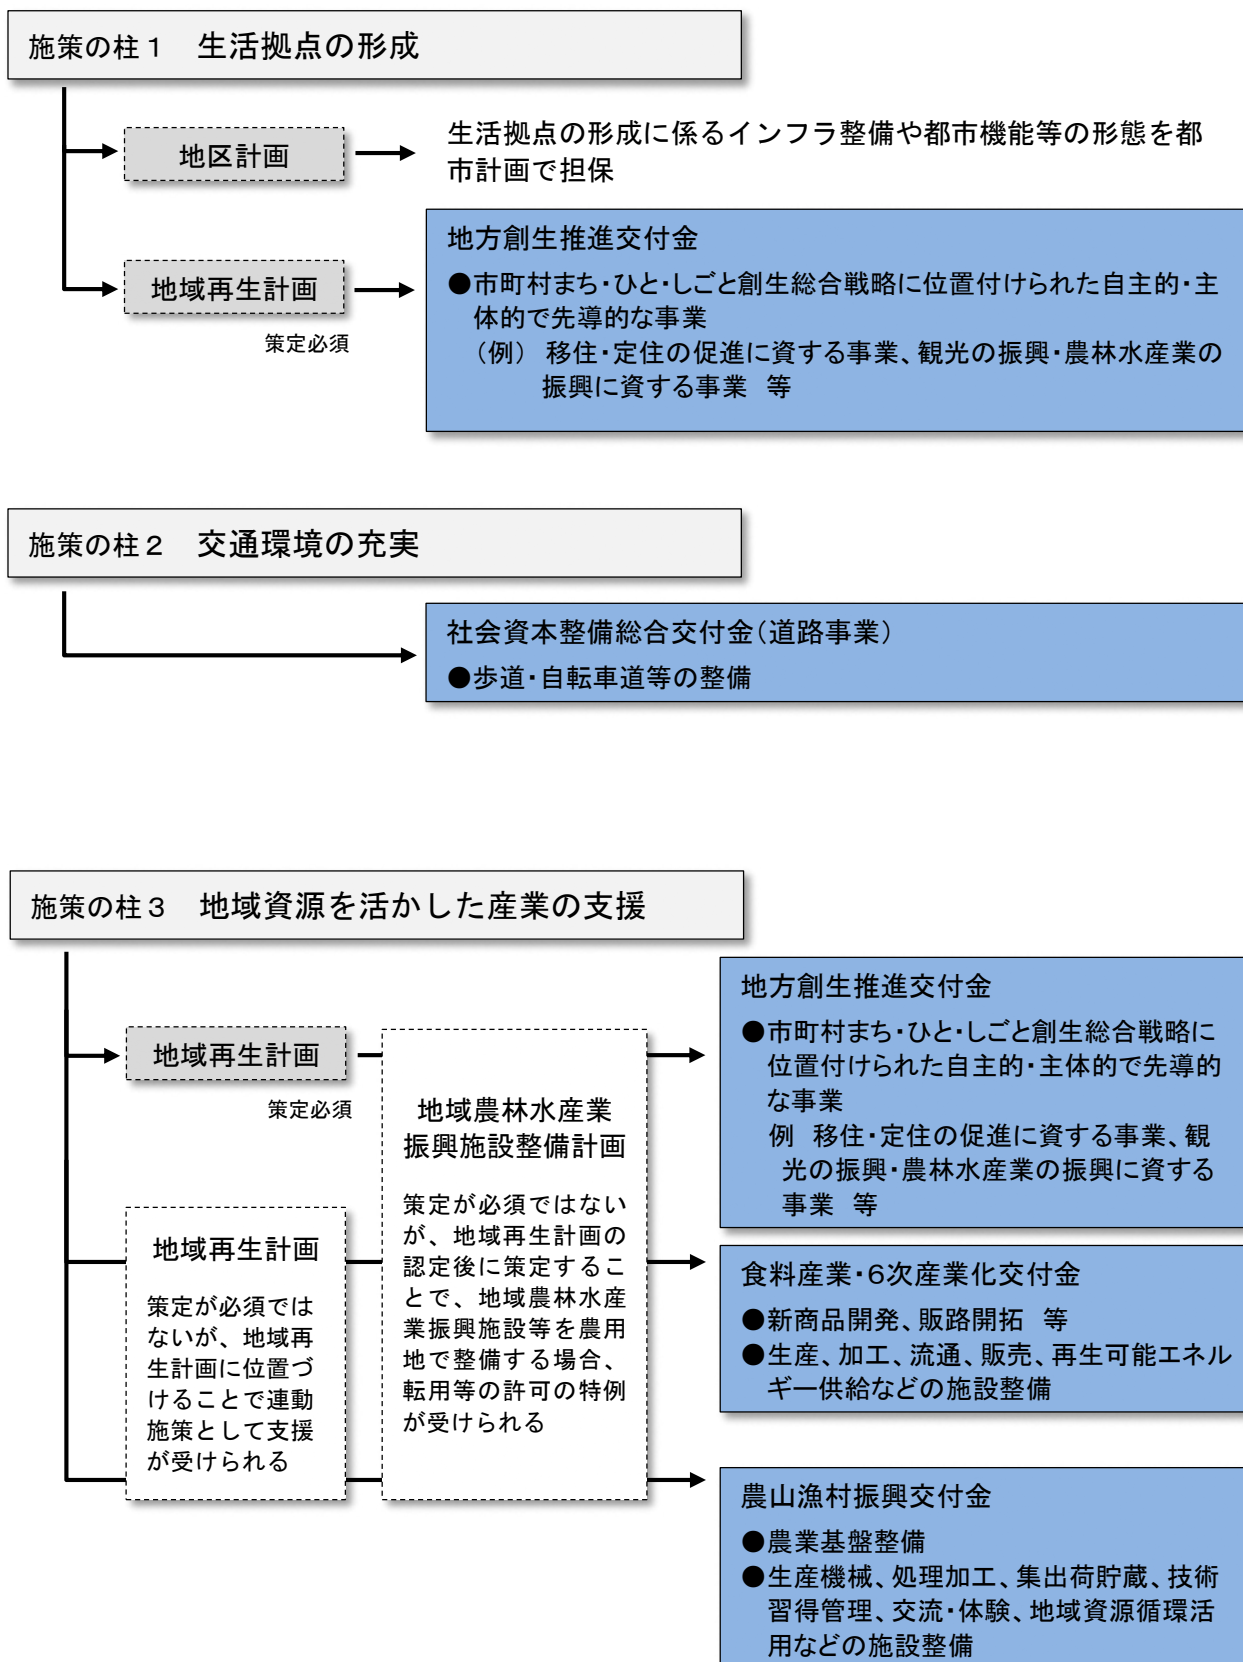 施策の柱１　生活拠点の形成
地区計画
生活拠点の形成に係るインフラ整備や都市機能等の形態を都
市計画で担保
地域再生計画
策定必須
地方創生推進交付金
●市町村まち・ひと・しごと創生総合戦略に位置付けられた自主的・主
体的で先導的な事業
（例）　移住・定住の促進に資する事業、観光の振興・農林水産業の
振興に資する事業　等
施策の柱２　交通環境の充実
社会資本整備総合交付金（道路事業）
●歩道・自転車道等の整備
施策の柱３　地域資源を活かした産業の支援
地域再生計画
策定必須
地域再生計画
策定が必須では
ないが、地域再
生計画に位置づ
けることで連動
施策として支援
が受けられる
地域農林水産業
振興施設整備計画
策定が必須ではない
が、地域再生計画の
認定後に策定するこ
とで、地域農林水産
業振興施設等を農用
地で整備する場合、
転用等の許可の特例
が受けられる
地方創生推進交付金
●市町村まち・ひと・しごと創生総合戦略に
位置付けられた自主的・主体的で先導的
な事業
例　移住・定住の促進に資する事業、観
光の振興・農林水産業の振興に資する
事業　等
食料産業・６次産業化交付金
●新商品開発、販路開拓　等
●生産、加工、流通、販売、再生可能エネル
ギー供給などの施設整備
農山漁村振興交付金
●農業基盤整備
●生産機械、処理加工、集出荷貯蔵、技術
習得管理、交流・体験、地域資源循環活
用などの施設整備